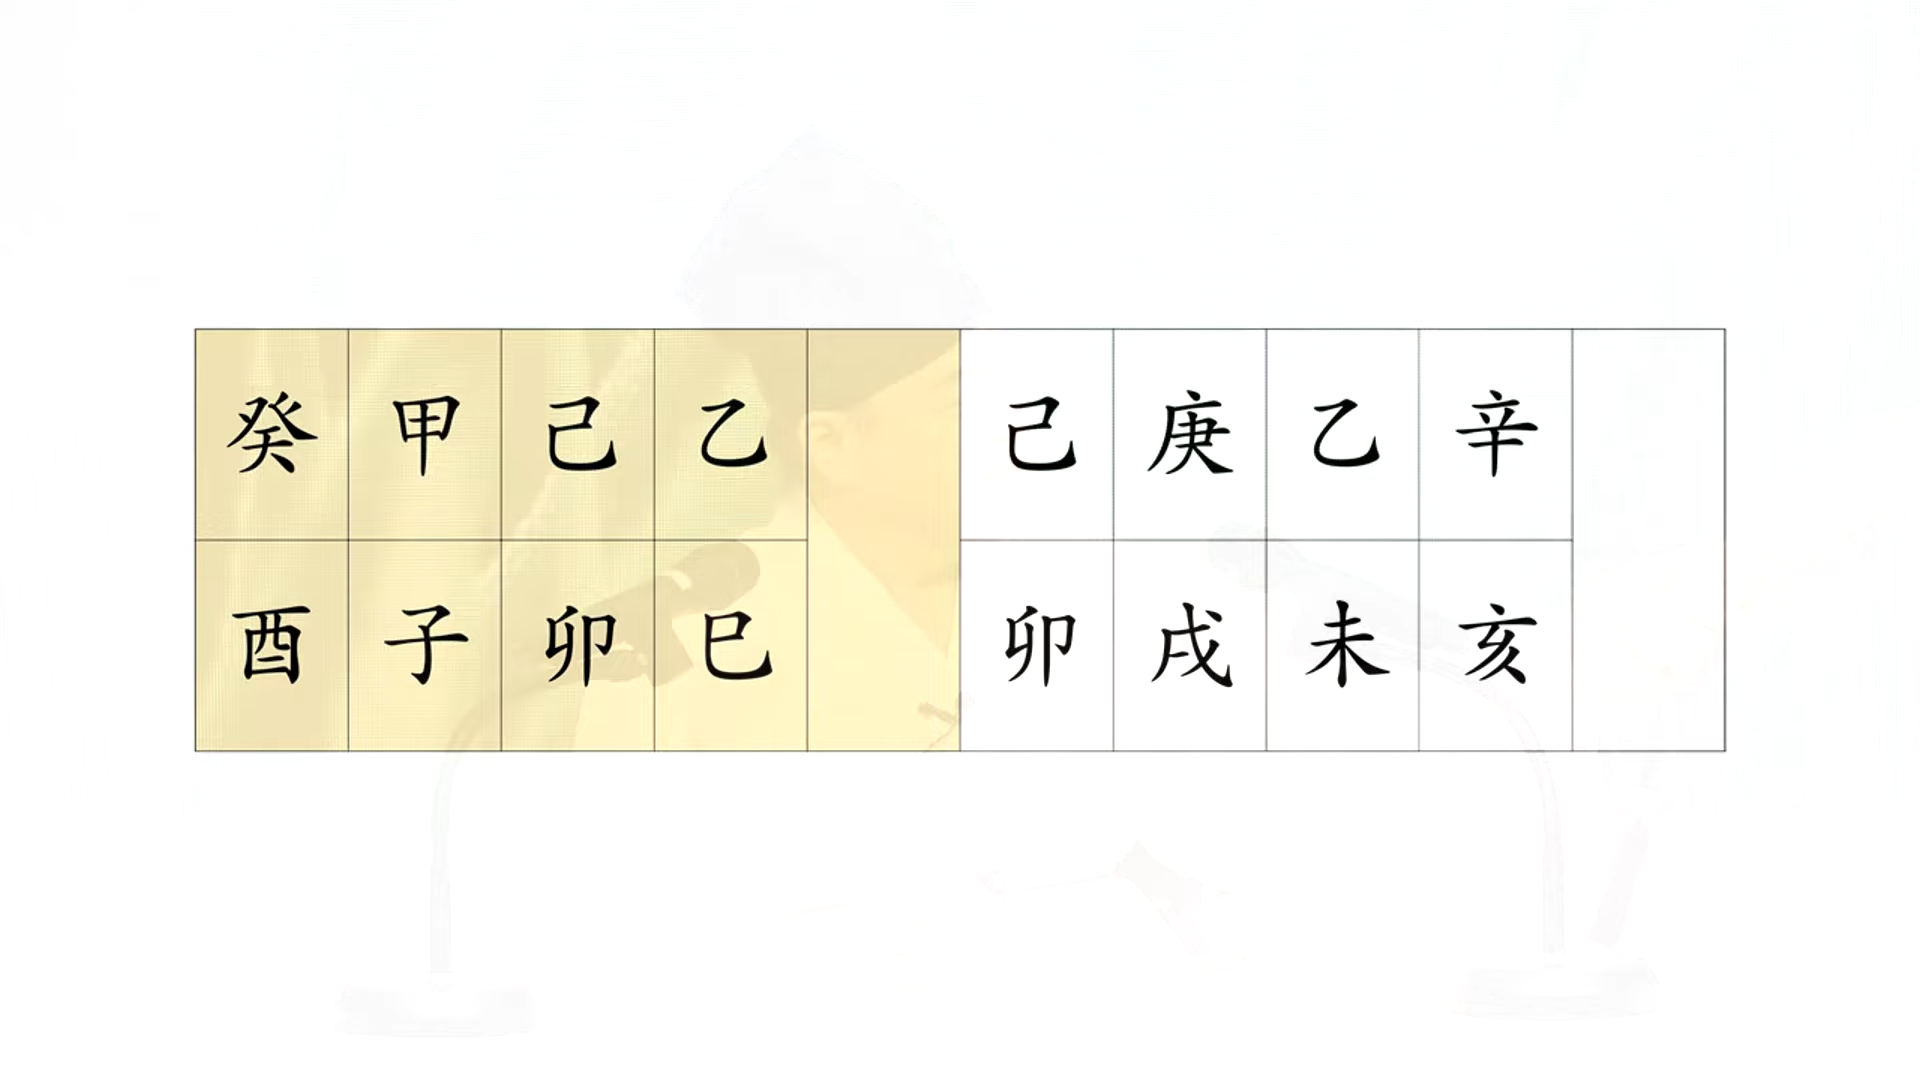 癸 甲 己 乙 己 庚 乙 辛
酉 子 卯 巳 卯 戌 未 亥